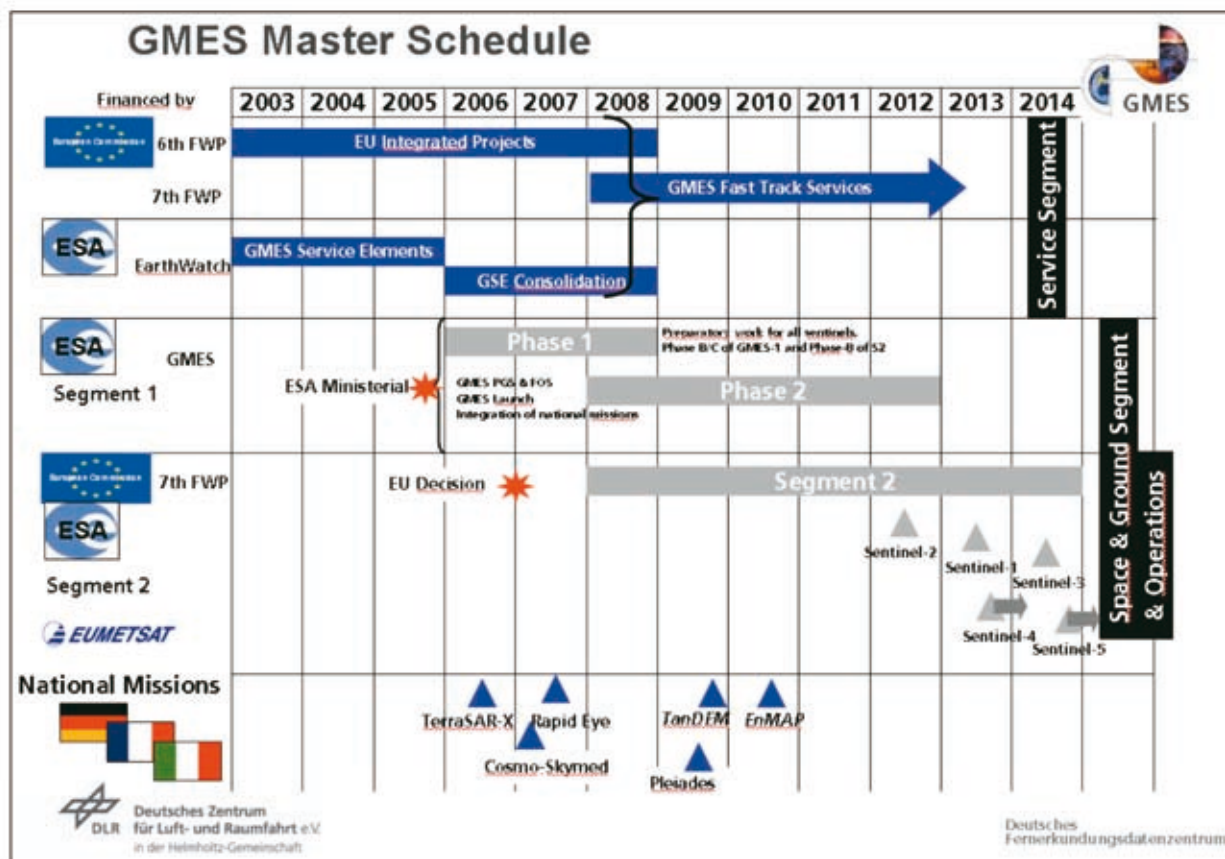 GMES Master Schedule
GMES
Financed by
2003 2004 2005 2006 2007 2008 2009 2010 2011 2012 2013 2014
European Commission
6th FWP
EU Integrated Projects
7th FWP
GMES Fast Track Services
Service Segment
ESA
EarthWatch
GMES Service Elements
GSE Consolidation
ESA
GMES
Segment 1
Phase 1
Preparatory work for all sentinels.
Phase B/C of GMES-1 and Phase-B of S2
ESA Ministerial
GMES PGS & FOS
GMES Launch
Integration of national missions
Phase 2
Space & Ground Segment
& Operations
European Commission
7th FWP
EU Decision
Segment 2
ESA
Segment 2
Sentinel-2
Sentinel-1
Sentinel-3
Sentinel-4
Sentinel-5
EUMETSAT
National Missions
TerraSAR-X
Rapid Eye
TanDEM
EnMAP
Cosmo-Skymed
Pleiades
DLR
Deutsches Zentrum
für Luft- und Raumfahrt e.V.
in der Helmholtz-Gemeinschaft
Deutsches
Fernerkundungsdatenzentrum